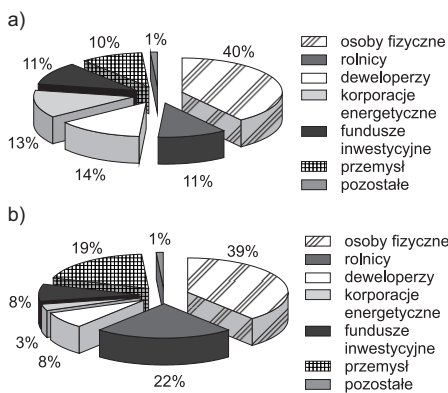 a)
10%
1%
40%
11%
13%
14%
11%
osoby fizyczne
rolnicy
deweloperzy
korporacje
energetyczne
fundusze
inwestycyjne
przemysł
pozostałe
b)
19%
1%
39%
8%
3%
8%
22%
osoby fizyczne
rolnicy
deweloperzy
korporacje
energetyczne
fundusze
inwestycyjne
przemysł
pozostałe